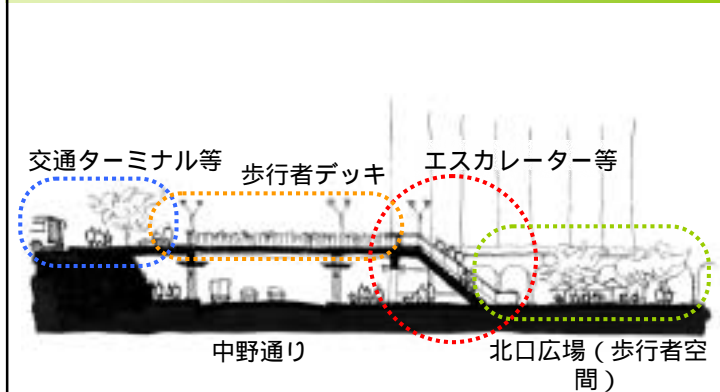 交通ターミナル等
歩行者デッキ
エスカレーター等
中野通り
北口広場（歩行者空
間）